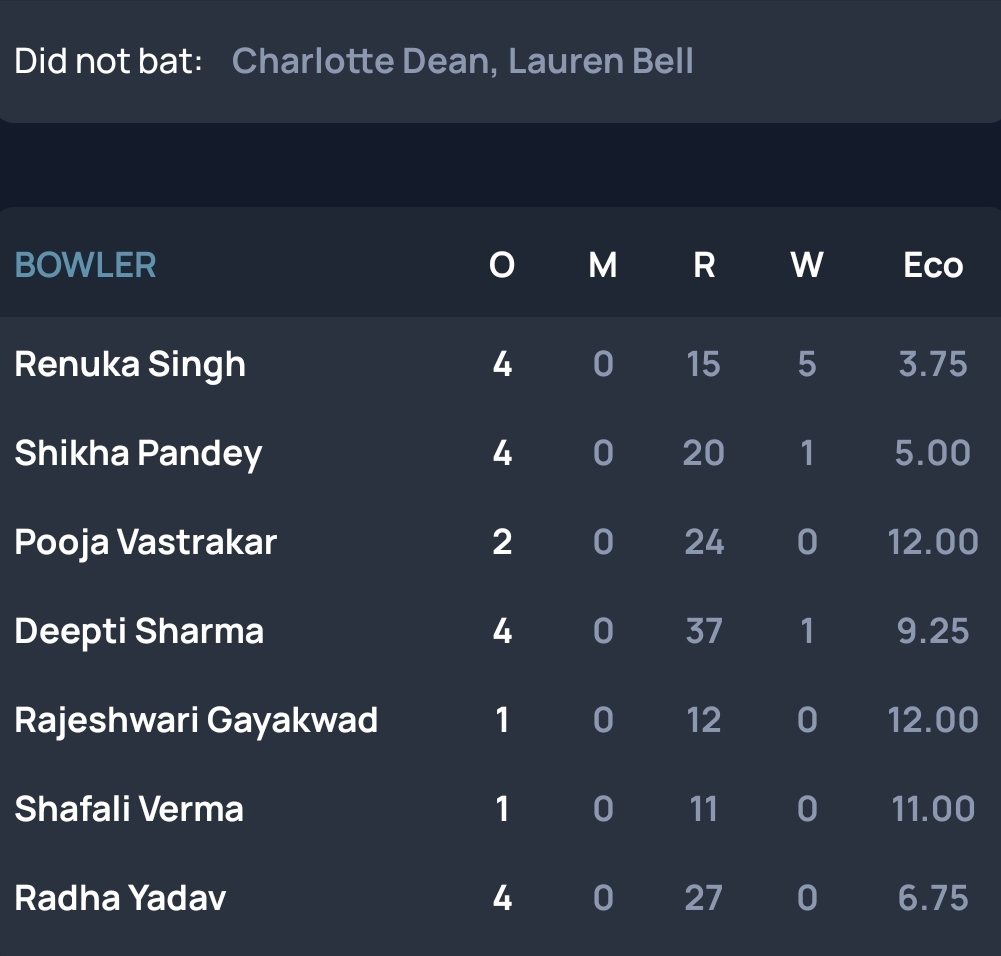 Did not bat: Charlotte Dean, Lauren Bell
BOWLER O M R W Eco
Renuka Singh 4 0 15 5 3.75
Shikha Pandey 4 0 20 1 5.00
Pooja Vastrakar 2 0 24 0 12.00
Deepti Sharma 4 0 37 1 9.25
Rajeshwari Gayakwad 1 0 12 0 12.00
Shafali Verma 1 0 11 0 11.00
Radha Yadav 4 0 27 0 6.75